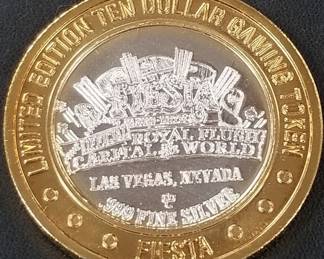 LIMITED EDITION TEN DOLLAR GAMING TOKEN
FIESTA
ROYAL FLUSH
CAPITAL OF THE WORLD
LAS VEGAS, NEVADA
.999 FINE SILVER
FIESTA